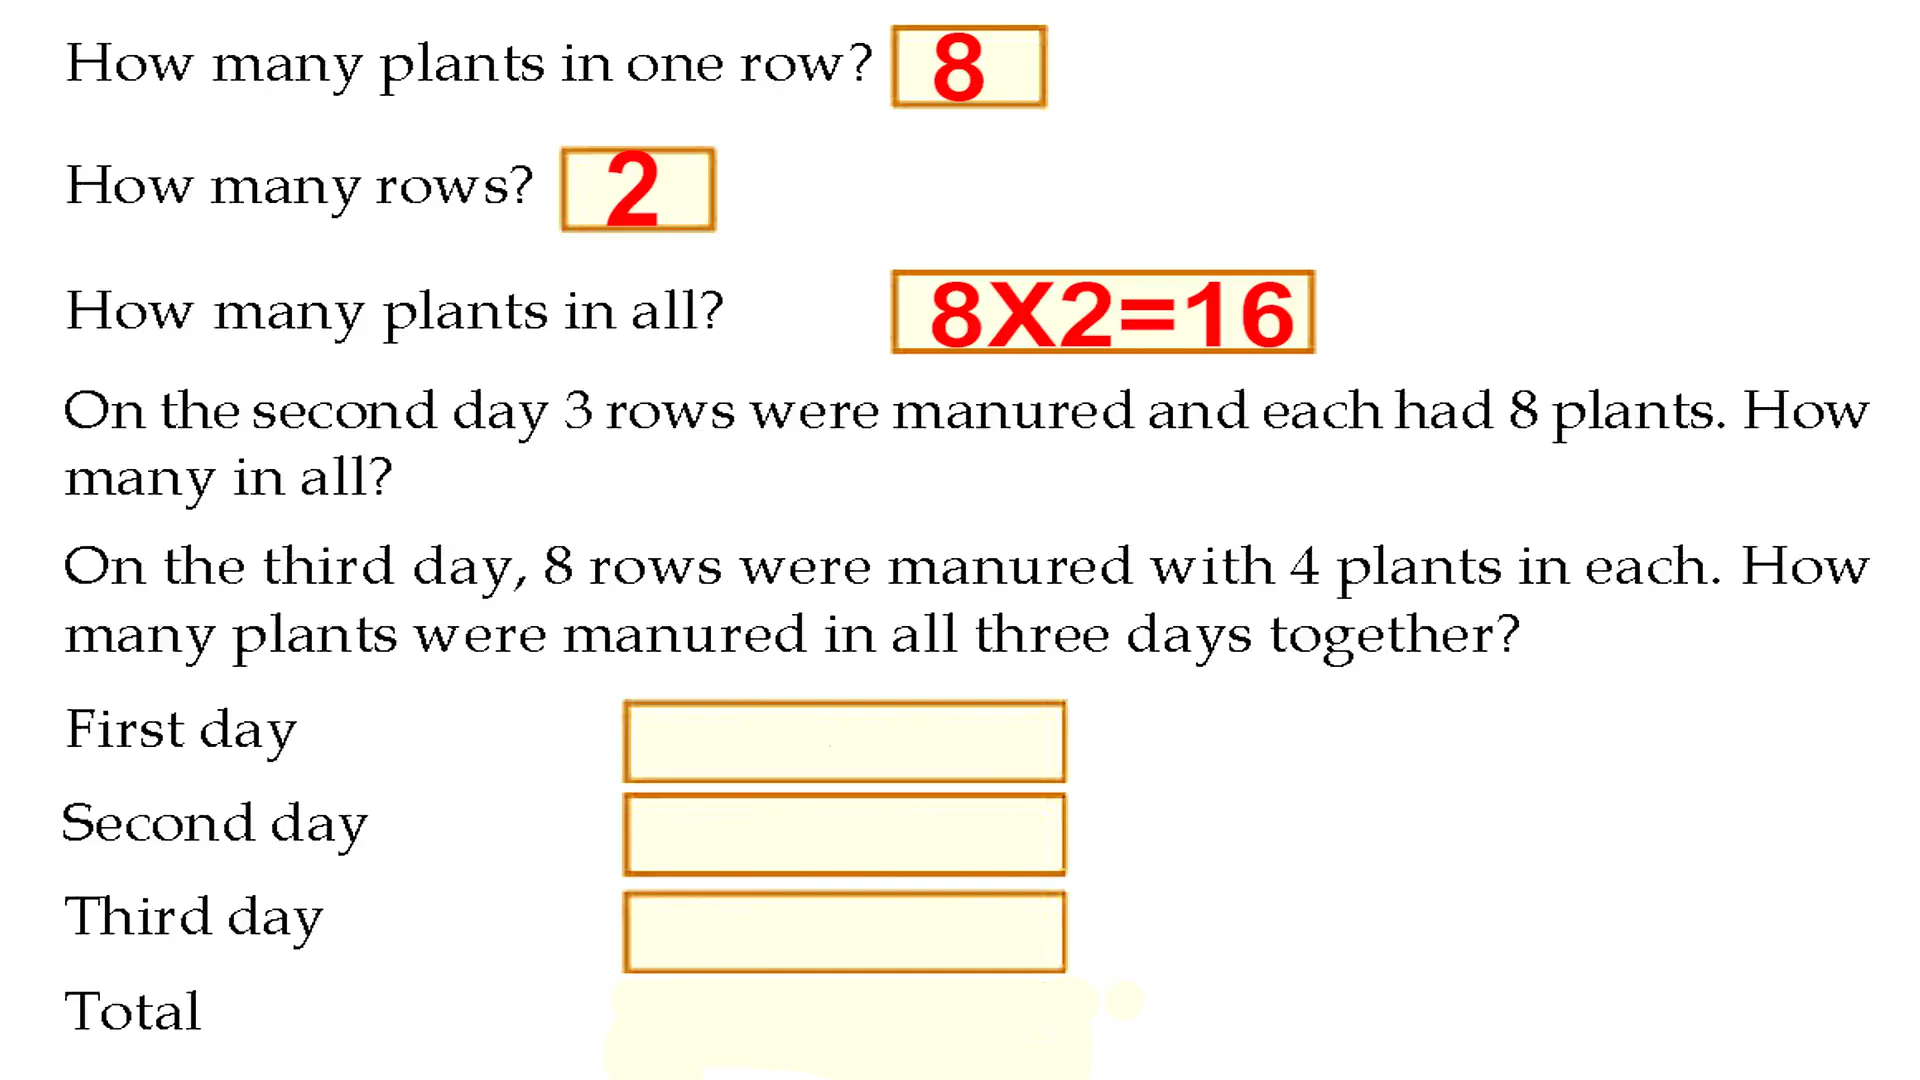 How many plants in one row? 8
How many rows? 2
How many plants in all? 8X2=16
On the second day 3 rows were manured and each had 8 plants. How
many in all?
On the third day, 8 rows were manured with 4 plants in each. How
many plants were manured in all three days together?
First day
Second day
Third day
Total